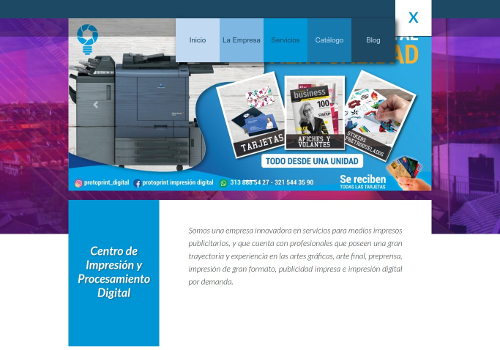 Inicio
La Empresa
Servicios
Catálogo
Blog
X
TAL
DAD
TARJETAS
business
100
AFICHES Y
VOLANTES
STIKERS
TODO DESDE UNA UNIDAD
Se reciben
TODAS LAS TARJETAS
protoprint_digital
protoprint impresión digital
313 888 54 27 - 321 544 35 90
Centro de
Impresión y
Procesamiento
Digital
Somos una empresa innovadora en servicios para medios impresos
publicitarios, y que cuenta con profesionales que poseen una gran
trayectoria y experiencia en las artes gráficas, arte final, preprensa,
impresión de gran formato, publicidad impresa e impresión digital
por demanda.